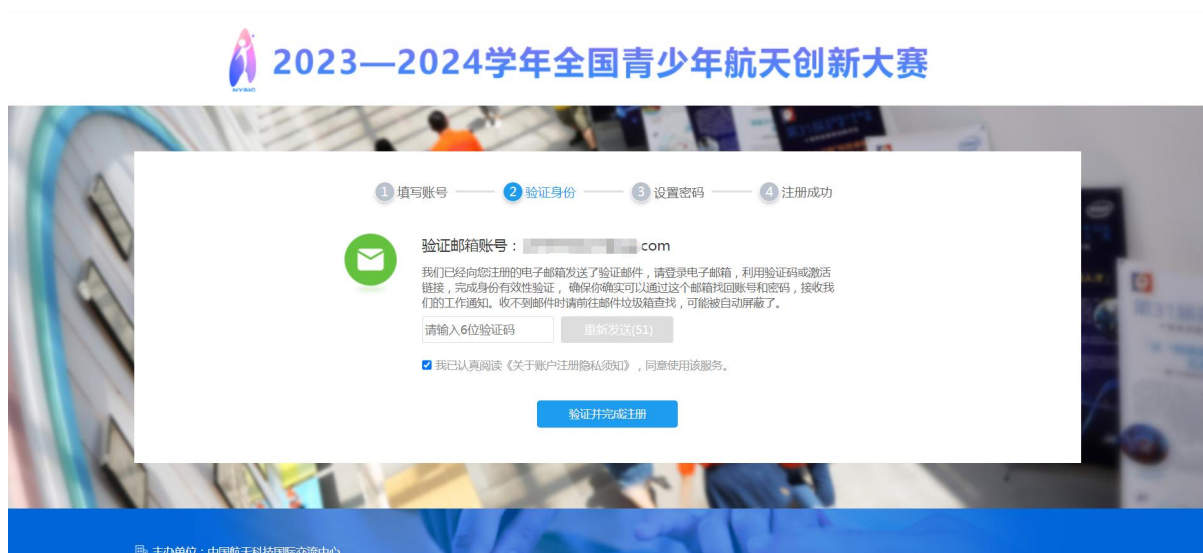 NYSIC
2023—2024学年全国青少年航天创新大赛
1 填写账号
2 验证身份
3 设置密码
4 注册成功
验证邮箱账号：
.com
我们已经向您注册的电子邮箱发送了验证邮件，请登录电子邮箱，利用验证码或激活
链接，完成身份有效性验证， 确保你确实可以通过这个邮箱找回账号和密码，接收我
们的工作通知。收不到邮件时请前往邮件垃圾箱查找，可能被自动屏蔽了。
请输入6位验证码
重新发送(51)
我已认真阅读《关于账户注册隐私须知》，同意使用该服务。
验证并完成注册
主办单位：中国航天科技国际交流中心